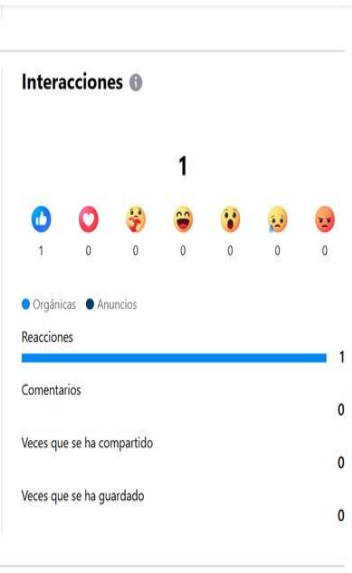 Interacciones
1
1 0 0 0 0 0 0
Orgánicas Anuncios
Reacciones
1
Comentarios
0
Veces que se ha compartido
0
Veces que se ha guardado
0